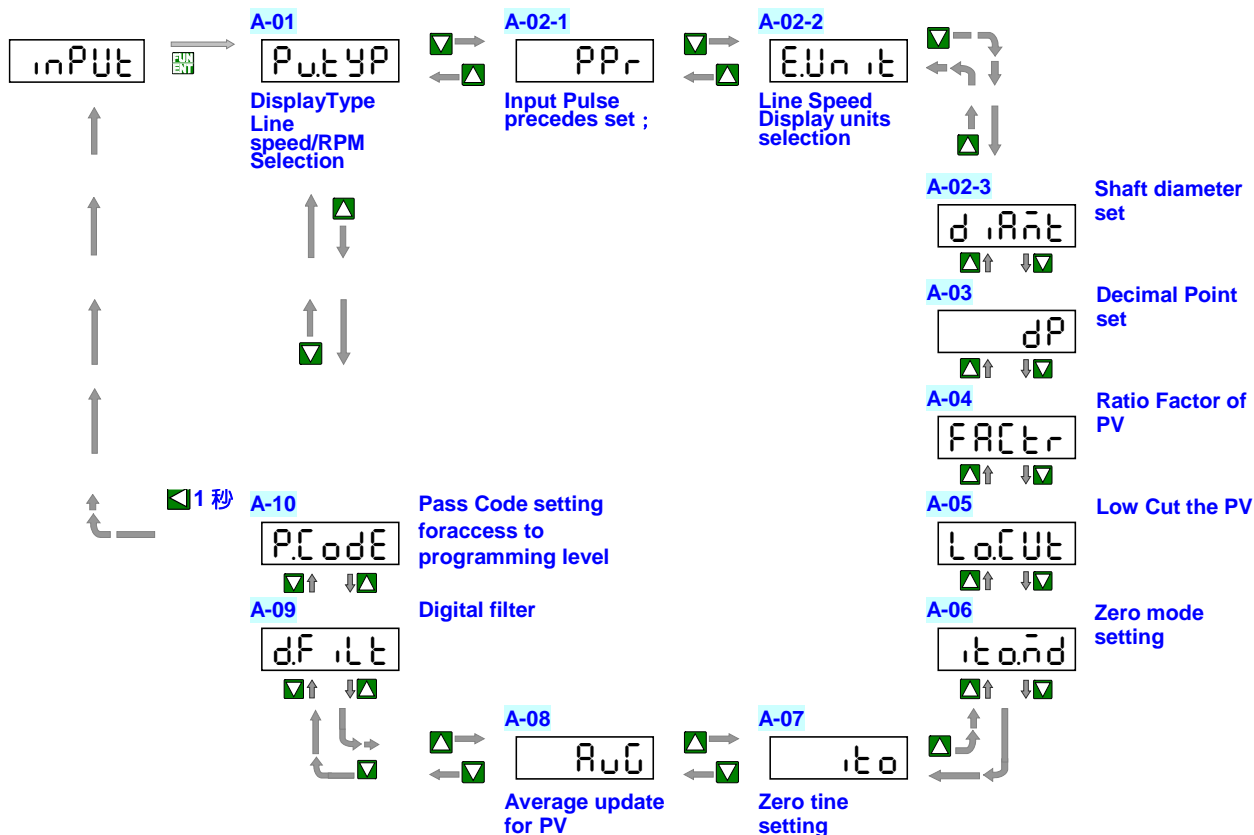 A-01
A-02-1
A-02-2
inPUt
FUN
ENT
Pu.tYP
PPr
E.Unit
DisplayType
Line
speed/RPM
Selection
Input Pulse
precedes set ;
Line Speed
Display units
selection
A-02-3
Shaft diameter
set
diAmt
A-03
Decimal Point
set
dP
A-04
Ratio Factor of
PV
FACtr
1 秒
A-10
Pass Code setting
foraccess to
programming level
A-05
Low Cut the PV
P.CodE
Lo.CUt
A-09
Digital filter
A-06
Zero mode
setting
d.FiLt
ito.md
A-08
A-07
AvG
ito
Average update
for PV
Zero tine
setting